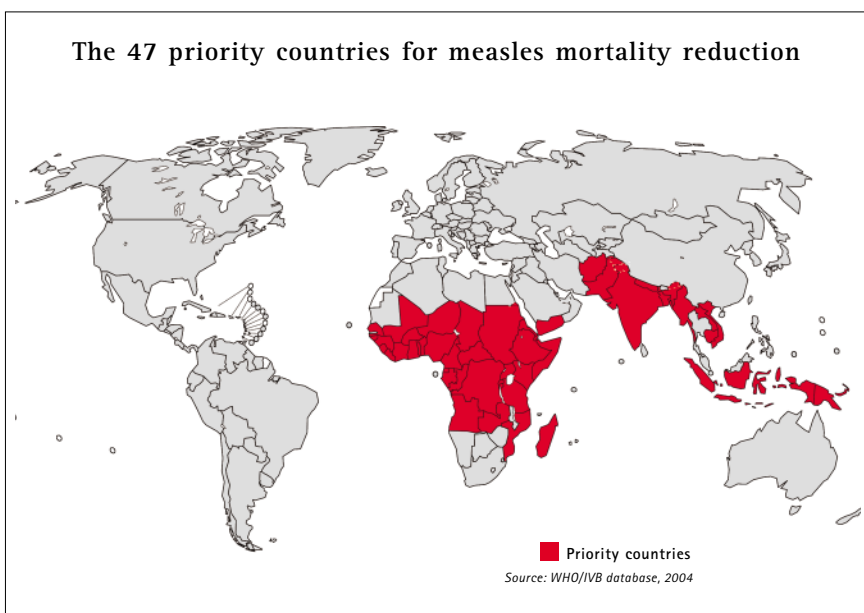 The 47 priority countries for measles mortality reduction
Priority countries
Source: WHO/IVB database, 2004